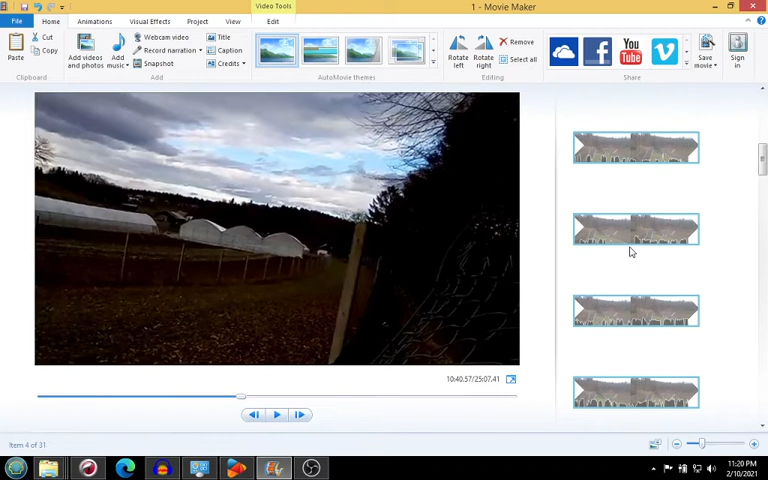 Video Tools
1 - Movie Maker
File
Home
Animations
Visual Effects
Project
View
Edit
Paste
Cut
Copy
Clipboard
Add videos and photos
Add music
Webcam video
Record narration
Snapshot
Title
Caption
Credits
Add
AutoMovie themes
Rotate left
Rotate right
Remove
Select all
Editing
You Tube
Share
Save movie
Sign in
10:40.57/25:07.41
Item 4 of 31
11:20 PM
2/10/2021